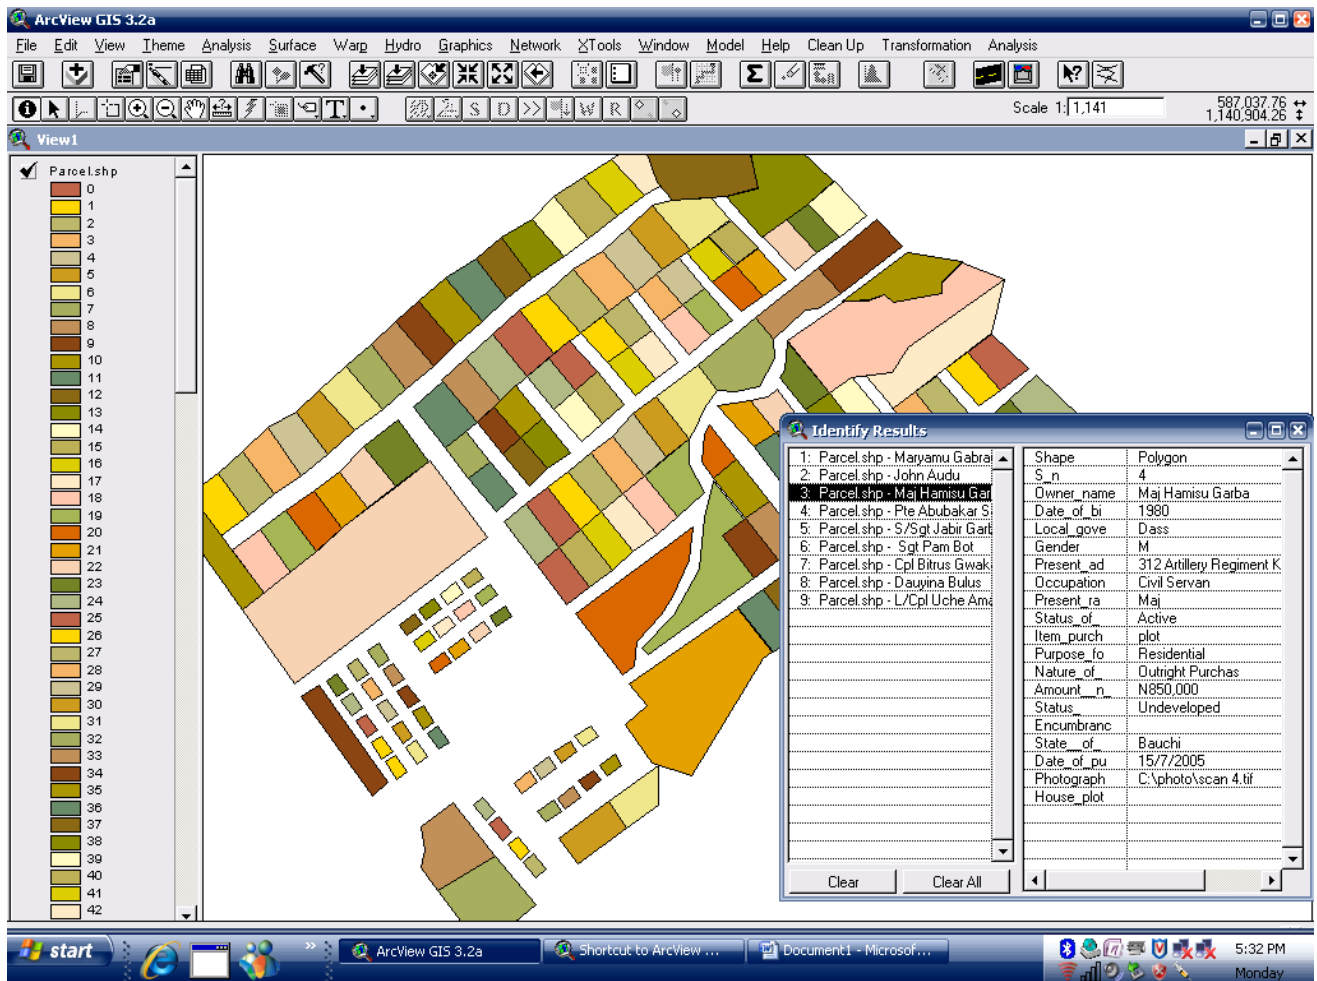 ArcView GIS 3.2a
File Edit View Theme Analysis Surface Warp Hydro Graphics Network XTools Window Model Help Clean Up Transformation Analysis
Scale 1: 1,141
587,037.76
1,140,904.26
View1
Parcel.shp
0
1
2
3
4
5
6
7
8
9
10
11
12
13
14
15
16
17
18
19
20
21
22
23
24
25
26
27
28
29
30
31
32
33
34
35
36
37
38
39
40
41
42
Identify Results
1: Parcel.shp - Maryamu Gabraj
2: Parcel.shp - John Audu
3: Parcel.shp - Maj Hamisu Gar
4: Parcel.shp - Pte Abubakar S
5: Parcel.shp - S/Sgt Jabir Garb
6: Parcel.shp - Sgt Pam Bot
7: Parcel.shp - Cpl Bitrus Gwak
8: Parcel.shp - Dauyina Bulus
9: Parcel.shp - L/Cpl Uche Ama
Shape Polygon
S_n 4
Owner_name Maj Hamisu Garba
Date_of_bi 1980
Local_gove Dass
Gender M
Present_ad 312 Artillery Regiment K
Occupation Civil Servan
Present_ra Maj
Status_of_ Active
Item_purch plot
Purpose_fo Residential
Nature_of_ Outright Purchas
Amount__n_ N850,000
Status_ Undeveloped
Encumbranc
State__of_ Bauchi
Date_of_pu 15/7/2005
Photograph C:\photo\scan 4.tif
House_plot
Clear Clear All
start ArcView GIS 3.2a Shortcut to ArcView ... Document1 - Microsof... 5:32 PM
Monday